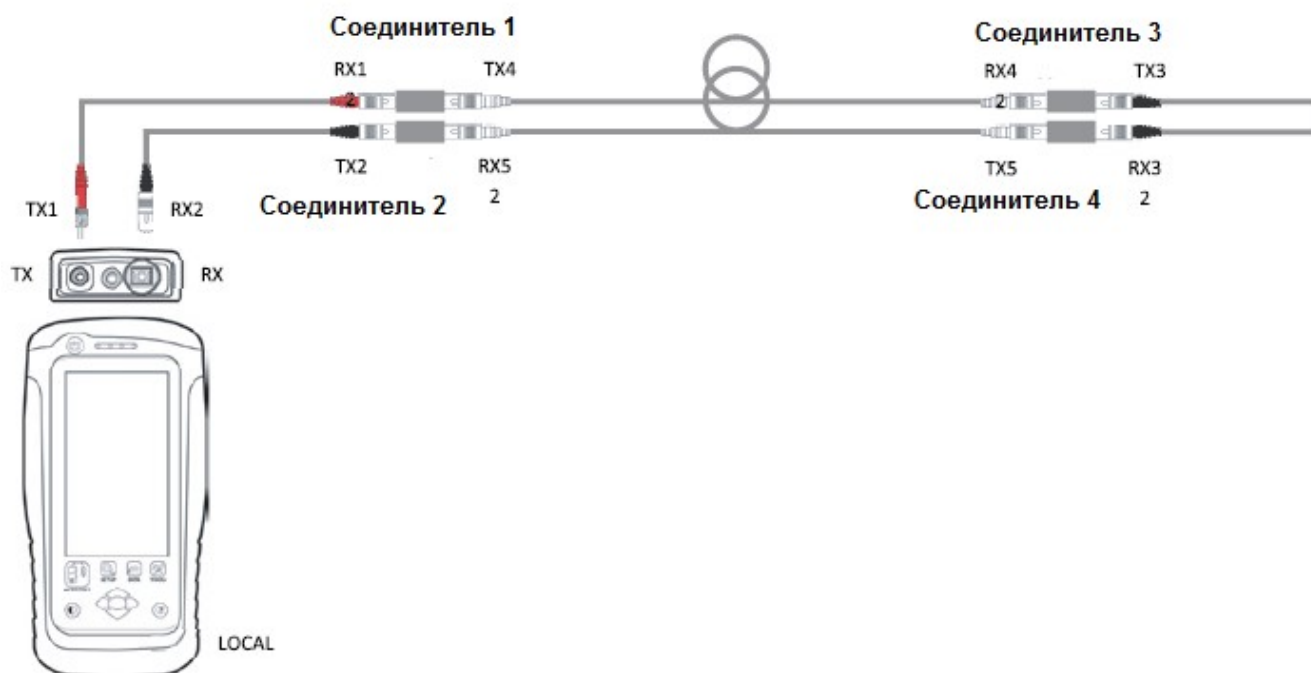 Соединитель 1
Соединитель 3
RX1
TX4
RX4
TX3
2
2
TX2
RX5
TX5
RX3
2
2
Соединитель 2
Соединитель 4
TX1
RX2
TX
RX
SETUP
LOCAL